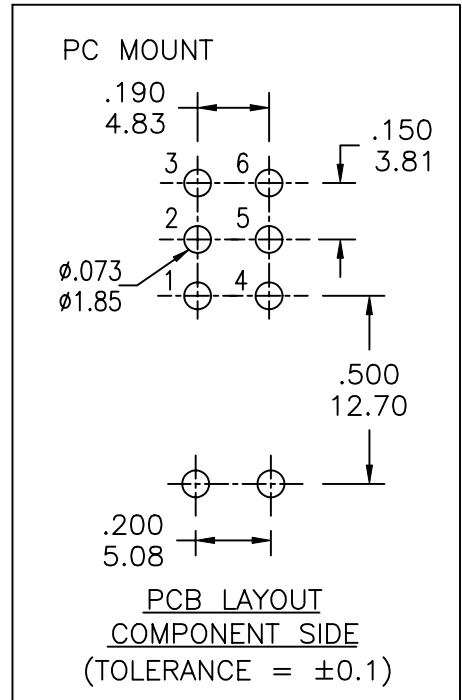 PC MOUNT
.190
4.83
.150
3.81
3 6
2 5
ø.073
ø1.85
1 4
.500
12.70
.200
5.08
PCB LAYOUT
COMPONENT SIDE
(TOLERANCE = ±0.1)